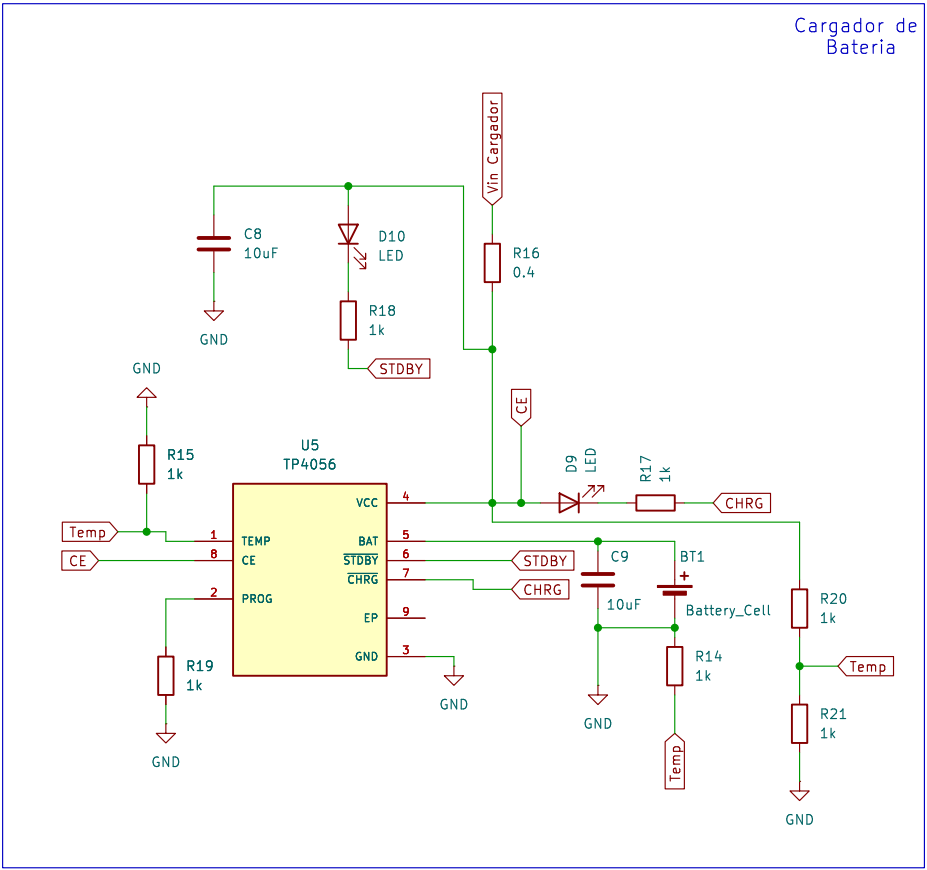 Cargador de
Bateria
Vin Cargador
C8
10uF
GND
D10
LED
R18
1k
STDBY
R16
0.4
GND
R15
1k
Temp
CE
U5
TP4056
1
TEMP
8
CE
2
PROG
VCC
4
BAT
5
STDBY
6
CHRG
7
EP
9
GND
3
CE
D9
LED
R17
1k
CHRG
STDBY
CHRG
GND
R19
1k
GND
C9
10uF
GND
BT1
+
Battery_Cell
R14
1k
Temp
R20
1k
Temp
R21
1k
GND